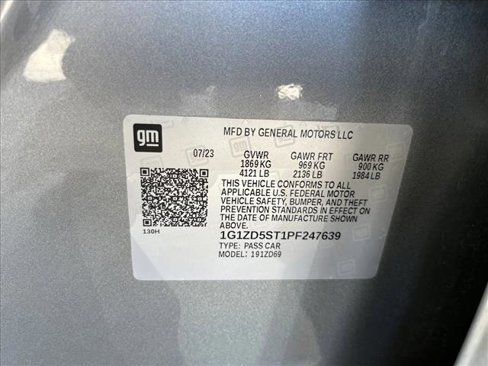 gm
MFD BY GENERAL MOTORS LLC
07/23 GVWR GAWR FRT GAWR RR
1869 KG 969 KG 900 KG
4121 LB 2136 LB 1984 LB
THIS VEHICLE CONFORMS TO ALL
APPLICABLE U.S. FEDERAL MOTOR
VEHICLE SAFETY, BUMPER, AND THEFT
PREVENTION STANDARDS IN EFFECT ON
THE DATE OF MANUFACTURE SHOWN
ABOVE.
130H
1G1ZD5ST1PF247639
TYPE: PASS CAR
MODEL: 191ZD69